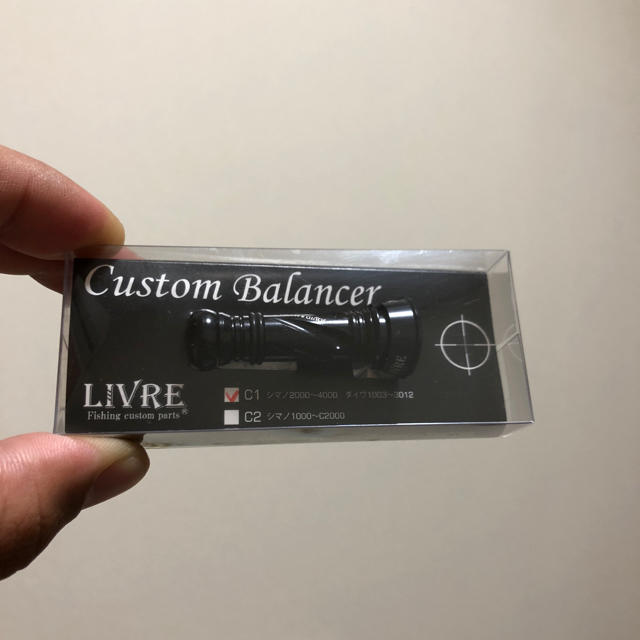 Custom Balancer
LIVRE
Fishing custom parts®
C1 シマノ2000～4000 ダイワ1003～3012
C2 シマノ1000～C2000